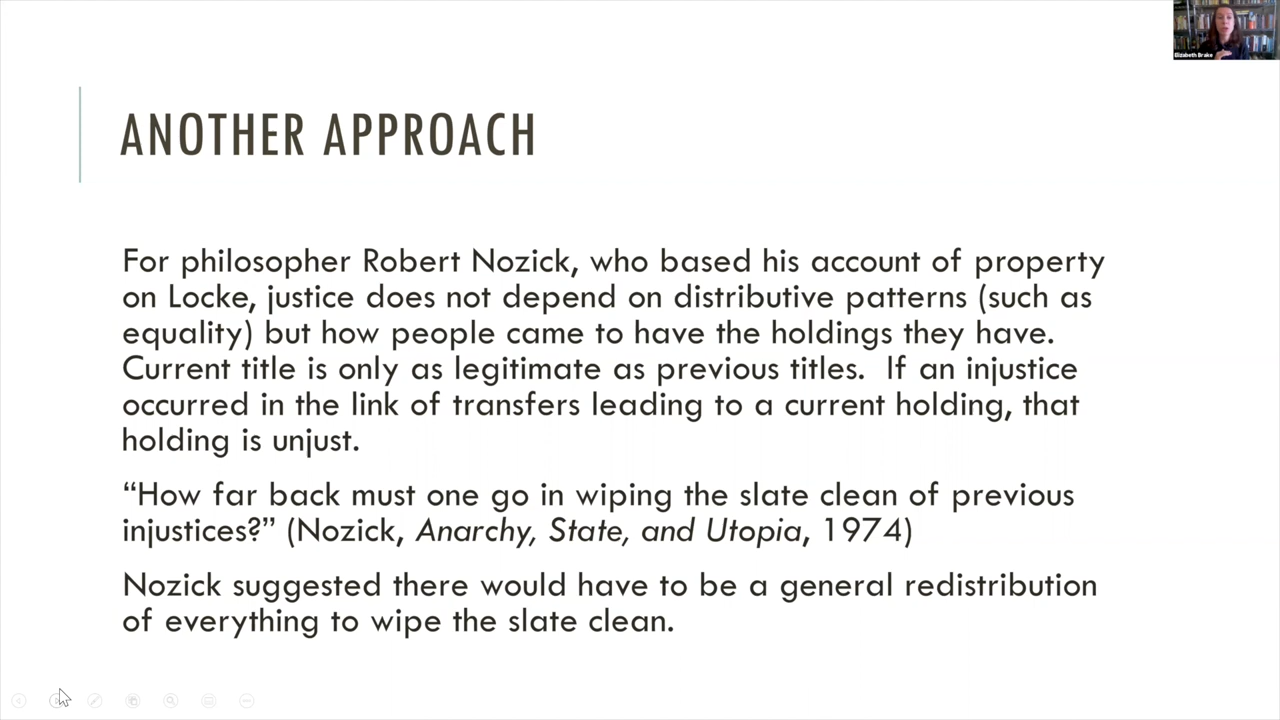 Elizabeth Brake
ANOTHER APPROACH
For philosopher Robert Nozick, who based his account of property
on Locke, justice does not depend on distributive patterns (such as
equality) but how people came to have the holdings they have.
Current title is only as legitimate as previous titles.  If an injustice
occurred in the link of transfers leading to a current holding, that
holding is unjust.
“How far back must one go in wiping the slate clean of previous
injustices?” (Nozick, Anarchy, State, and Utopia, 1974)
Nozick suggested there would have to be a general redistribution
of everything to wipe the slate clean.